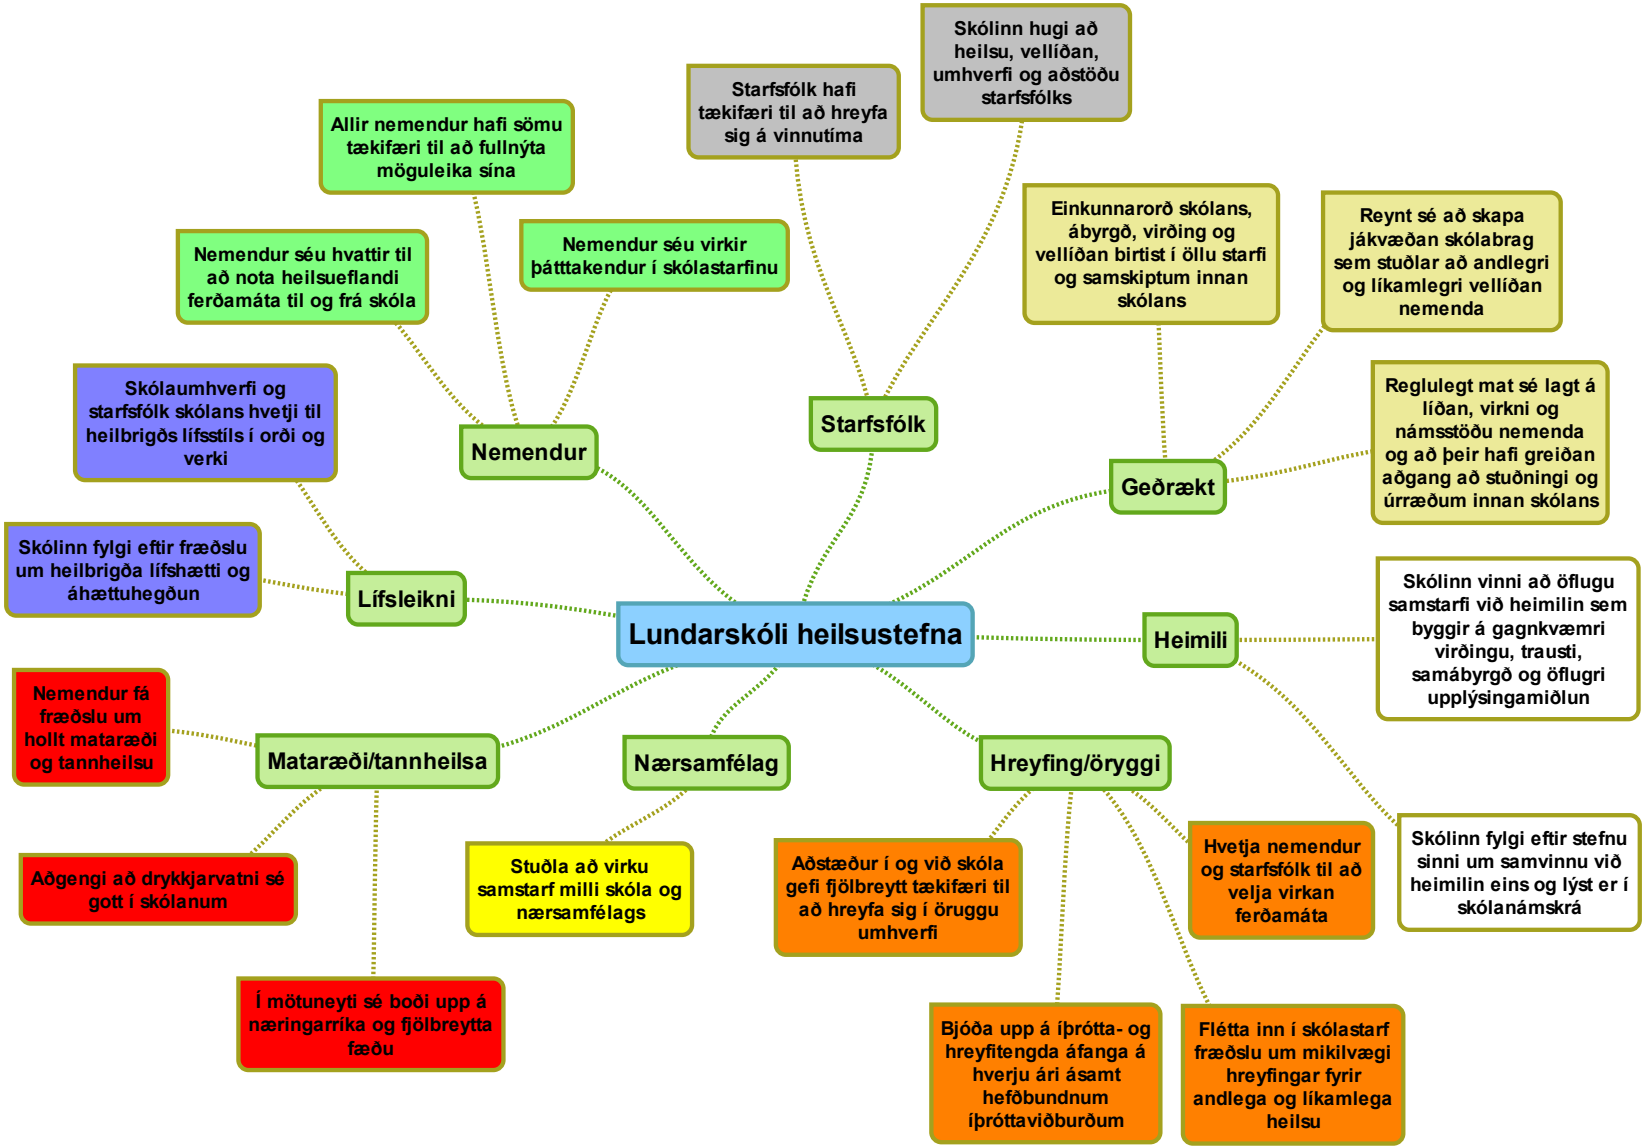 Skólinn hugi að
heilsu, vellíðan,
umhverfi og aðstöðu
starfsfólks
Starfsfólk hafi
tækifæri til að hreyfa
sig á vinnutíma
Allir nemendur hafi sömu
tækifæri til að fullnýta
möguleika sína
Nemendur séu hvattir til
að nota heilsueflandi
ferðamáta til og frá skóla
Nemendur séu virkir
þátttakendur í skólastarfinu
Einkunnarorð skólans,
ábyrgð, virðing og
vellíðan birtist í öllu starfi
og samskiptum innan
skólans
Reynt sé að skapa
jákvæðan skólabrag
sem stuðlar að andlegri
og líkamlegri vellíðan
nemenda
Skólaumhverfi og
starfsfólk skólans hvetji til
heilbrigðs lífsstíls í orði og
verki
Nemendur
Starfsfólk
Geðrækt
Reglulegt mat sé lagt á
líðan, virkni og
námsstöðu nemenda
og að þeir hafi greiðan
aðgang að stuðningi og
úrræðum innan skólans
Skólinn fylgi eftir fræðslu
um heilbrigða lífshætti og
áhættuhegðun
Lífsleikni
Lundarskóli heilsustefna
Heimili
Skólinn vinni að öflugu
samstarfi við heimilin sem
byggir á gagnkvæmri
virðingu, trausti,
samábyrgð og öflugri
upplýsingamiðlun
Nemendur fá
fræðslu um
hollt mataræði
og tannheilsu
Mataræði/tannheilsa
Nærsamfélag
Hreyfing/öryggi
Aðgengi að drykkjarvatni sé
gott í skólanum
Stuðla að virku
samstarf milli skóla og
nærsamfélags
Aðstæður í og við skóla
gefi fjölbreytt tækifæri til
að hreyfa sig í öruggu
umhverfi
Hvetja nemendur
og starfsfólk til að
velja virkan
ferðamáta
Skólinn fylgi eftir stefnu
sinni um samvinnu við
heimilin eins og lýst er í
skólanámskrá
Í mötuneyti sé boði upp á
næringarríka og fjölbreytta
fæðu
Bjóða upp á íþrótta- og
hreyfitengda áfanga á
hverju ári ásamt
hefðbundnum
íþróttaviðburðum
Flétta inn í skólastarf
fræðslu um mikilvægi
hreyfingar fyrir
andlega og líkamlega
heilsu